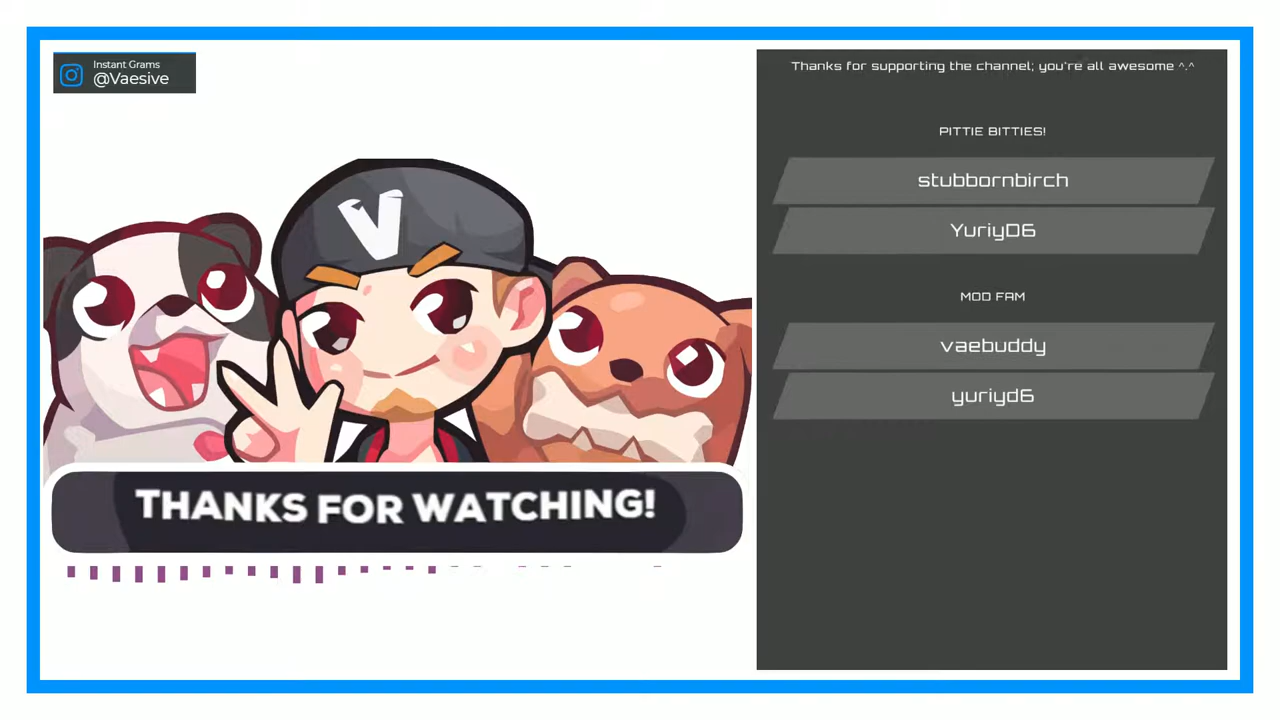 Instant Grams
@Vaesive
V
THANKS FOR WATCHING!
Thanks for supporting the channel; you're all awesome ^.^
PITTIE BITTIES!
stubbornbirch
YuriyD6
MOD FAM
vaebuddy
yuriyd6